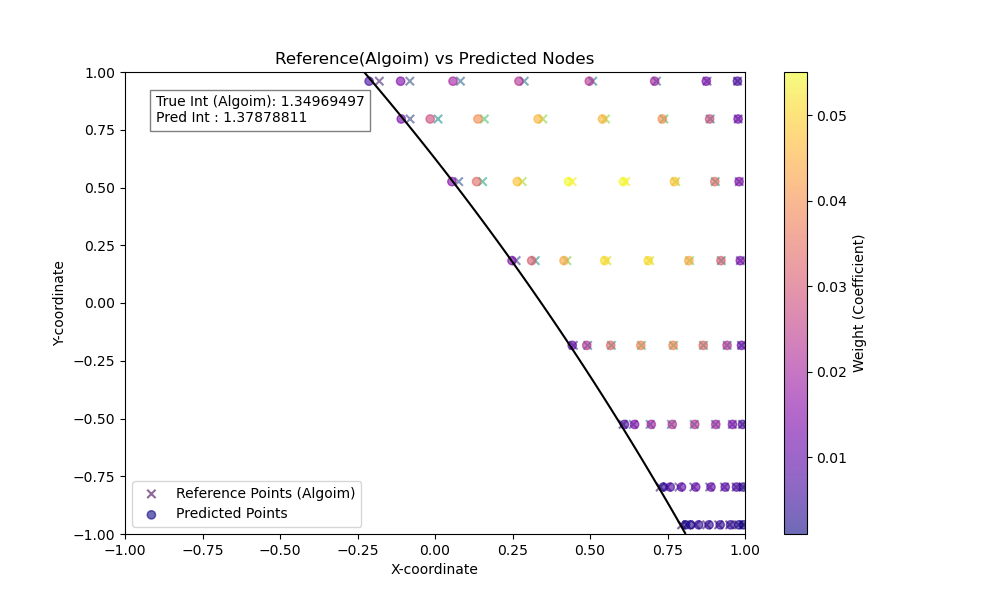 Reference(Algoim) vs Predicted Nodes
True Int (Algoim): 1.34969497
Pred Int : 1.37878811
1.00
0.75
0.50
0.25
0.00
−0.25
−0.50
−0.75
−1.00
Y-coordinate
Reference Points (Algoim)
Predicted Points
−1.00 −0.75 −0.50 −0.25 0.00 0.25 0.50 0.75 1.00
X-coordinate
0.05
0.04
0.03
0.02
0.01
Weight (Coefficient)